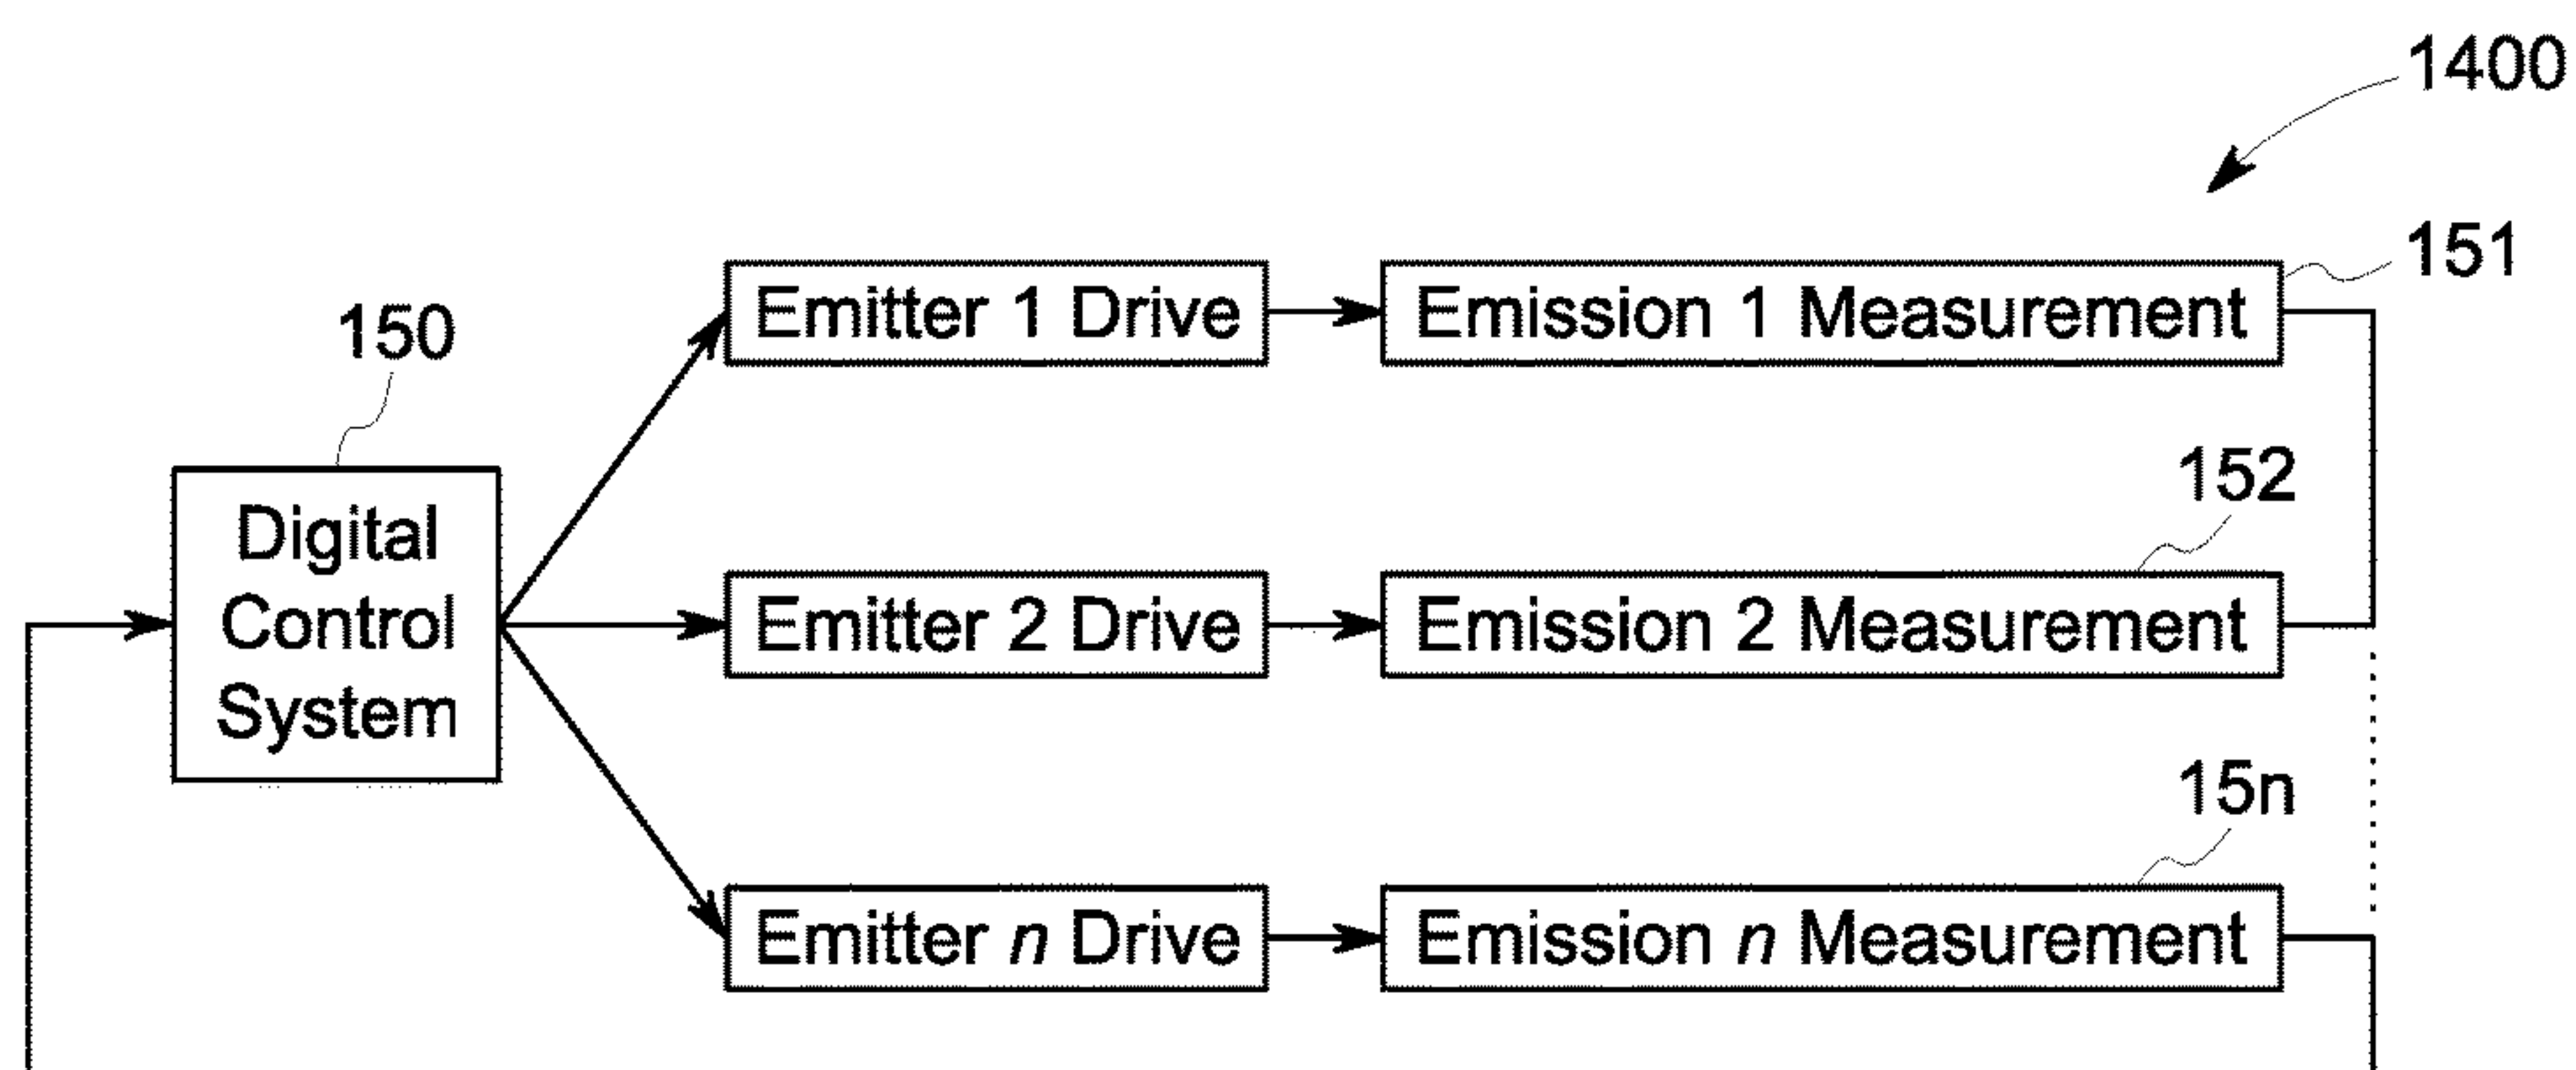 1400
151
Emitter 1 Drive
Emission 1 Measurement
150
152
Digital
Control
System
Emitter 2 Drive
Emission 2 Measurement
15n
Emitter n Drive
Emission n Measurement